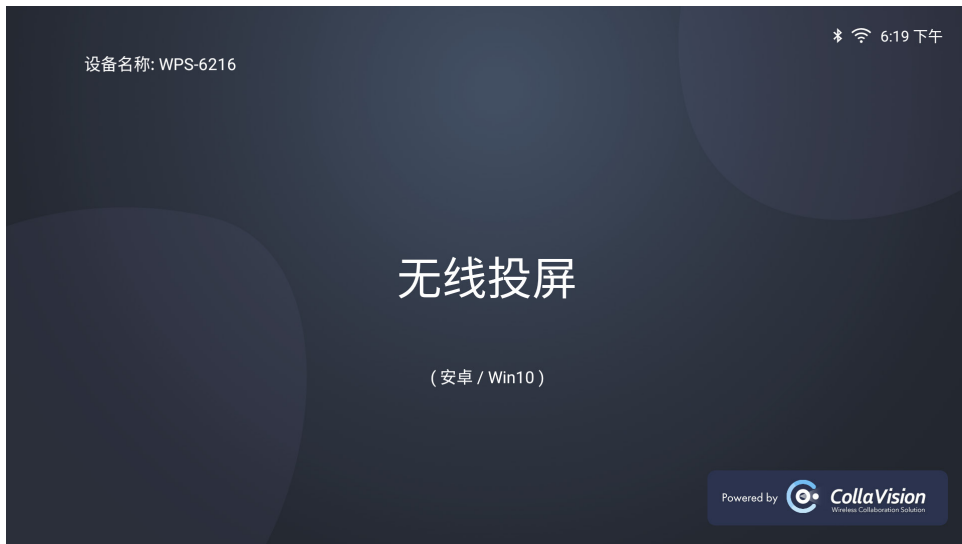 6:19 下午
设备名称: WPS-6216
无线投屏
( 安卓 / Win10 )
Powered by
CollaVision
Wireless Collaboration Solution